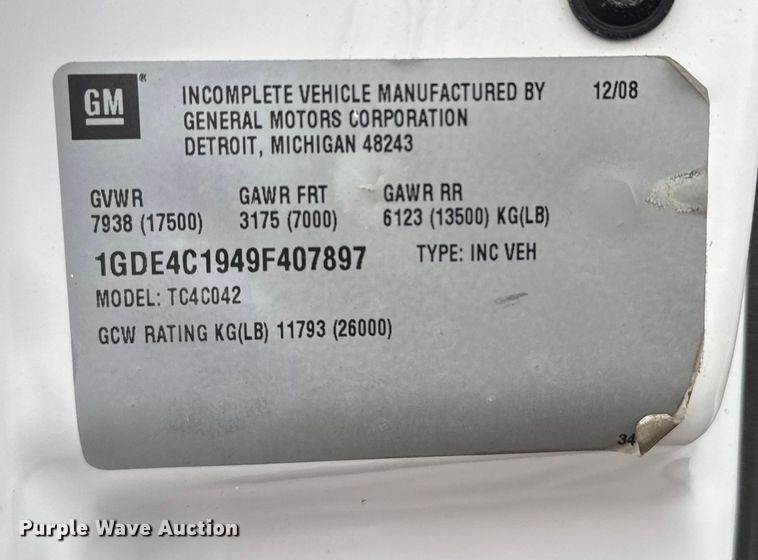 GM ® INCOMPLETE VEHICLE MANUFACTURED BY 12/08
GENERAL MOTORS CORPORATION
DETROIT, MICHIGAN 48243
GVWR GAWR FRT GAWR RR
7938 (17500) 3175 (7000) 6123 (13500) KG(LB)
1GDE4C1949F407897 TYPE: INC VEH
MODEL: TC4C042
GCW RATING KG(LB) 11793 (26000)
34
Purple Wave Auction